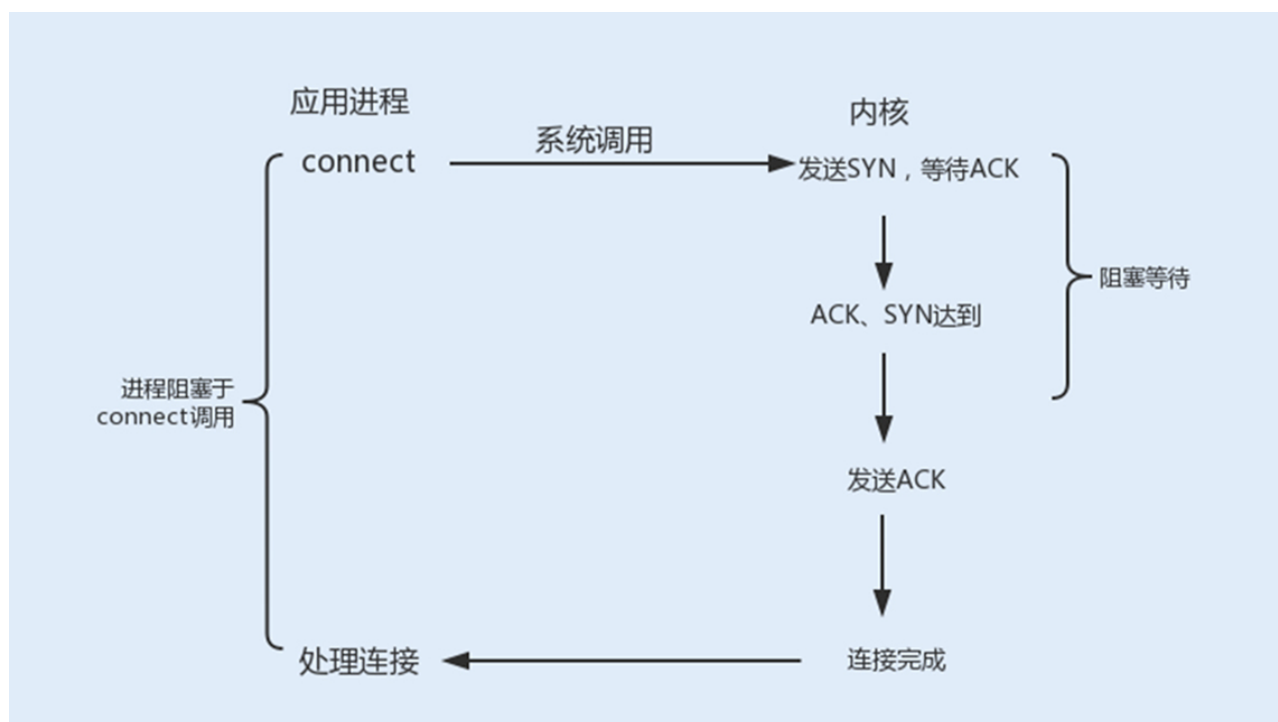 应用进程
内核
系统调用
connect
发送SYN，等待ACK
阻塞等待
ACK、SYN达到
进程阻塞于
connect调用
发送ACK
处理连接
连接完成